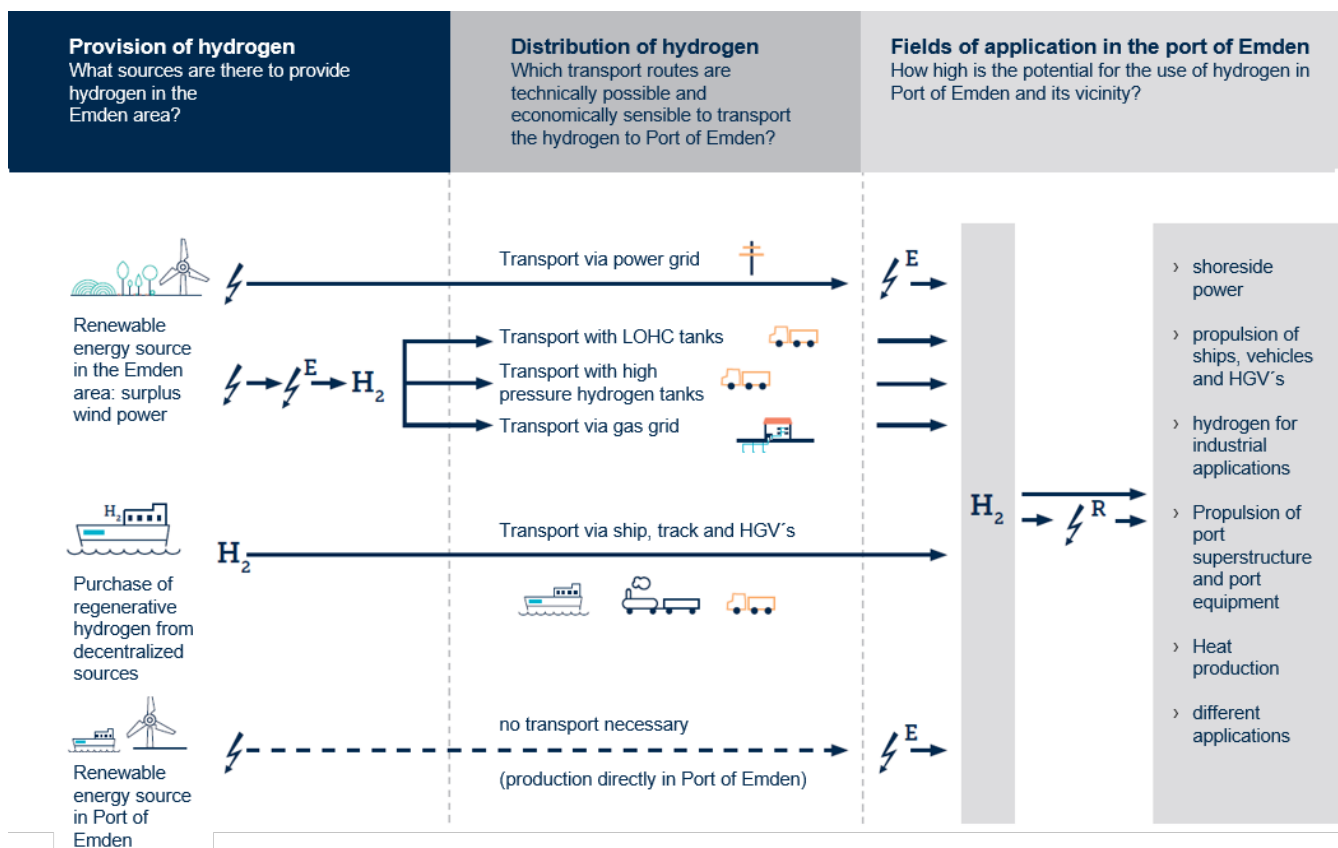 Provision of hydrogen
What sources are there to provide
hydrogen in the
Emden area?
Distribution of hydrogen
Which transport routes are
technically possible and
economically sensible to transport
the hydrogen to Port of Emden?
Fields of application in the port of Emden
How high is the potential for the use of hydrogen in
Port of Emden and its vicinity?
Renewable
energy source
in the Emden
area: surplus
wind power
Transport via power grid
E
E
H₂
Transport with LOHC tanks
Transport with high
pressure hydrogen tanks
Transport via gas grid
H₂
Purchase of
regenerative
hydrogen from
decentralized
sources
H₂
Transport via ship, track and HGV´s
Renewable
energy source
in Port of
Emden
no transport necessary
(production directly in Port of Emden)
E
H₂
R
› shoreside
power
› propulsion of
ships, vehicles
and HGV´s
› hydrogen for
industrial
applications
› Propulsion of
port
superstructure
and port
equipment
› Heat
production
› different
applications